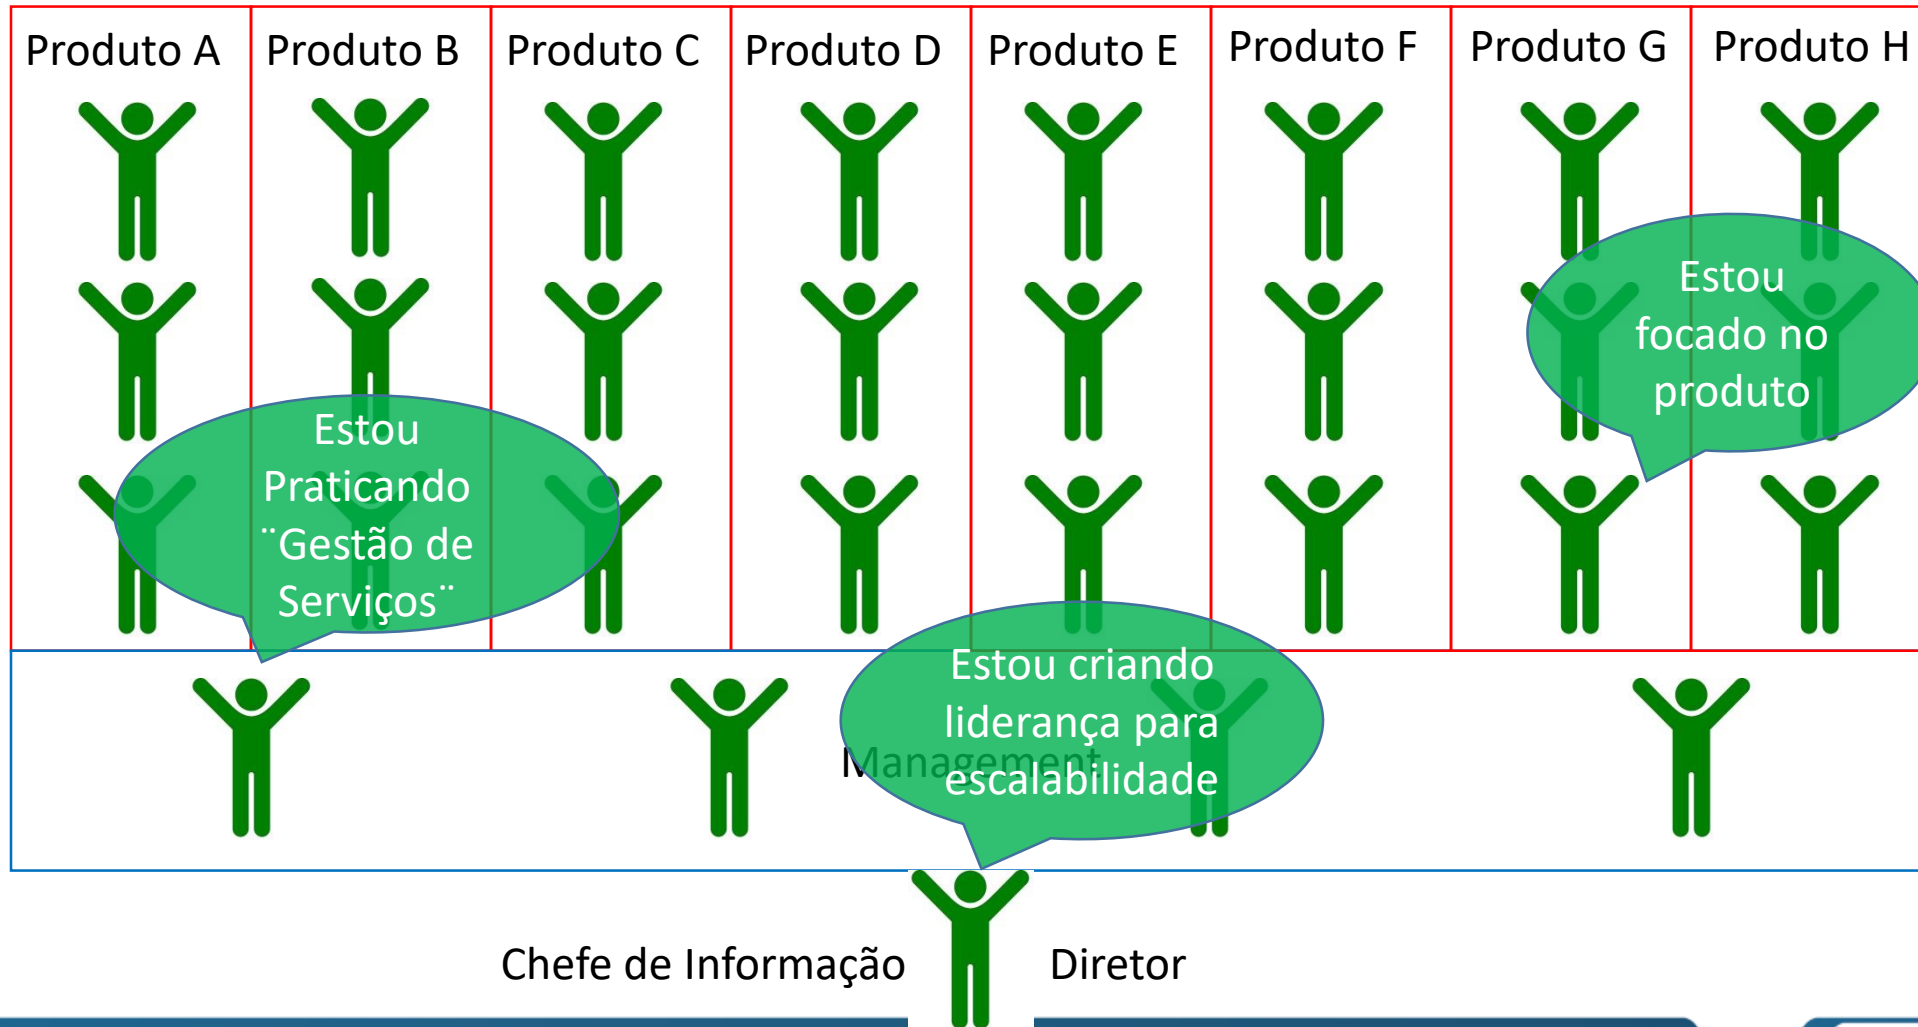 Produto A
Produto B
Produto C
Produto D
Produto E
Produto F
Produto G
Produto H
Estou
focado no
produto
Estou
Praticando
¨Gestão de
Serviços¨
Estou criando
liderança para
escalabilidade
Management
Chefe de Informação
Diretor